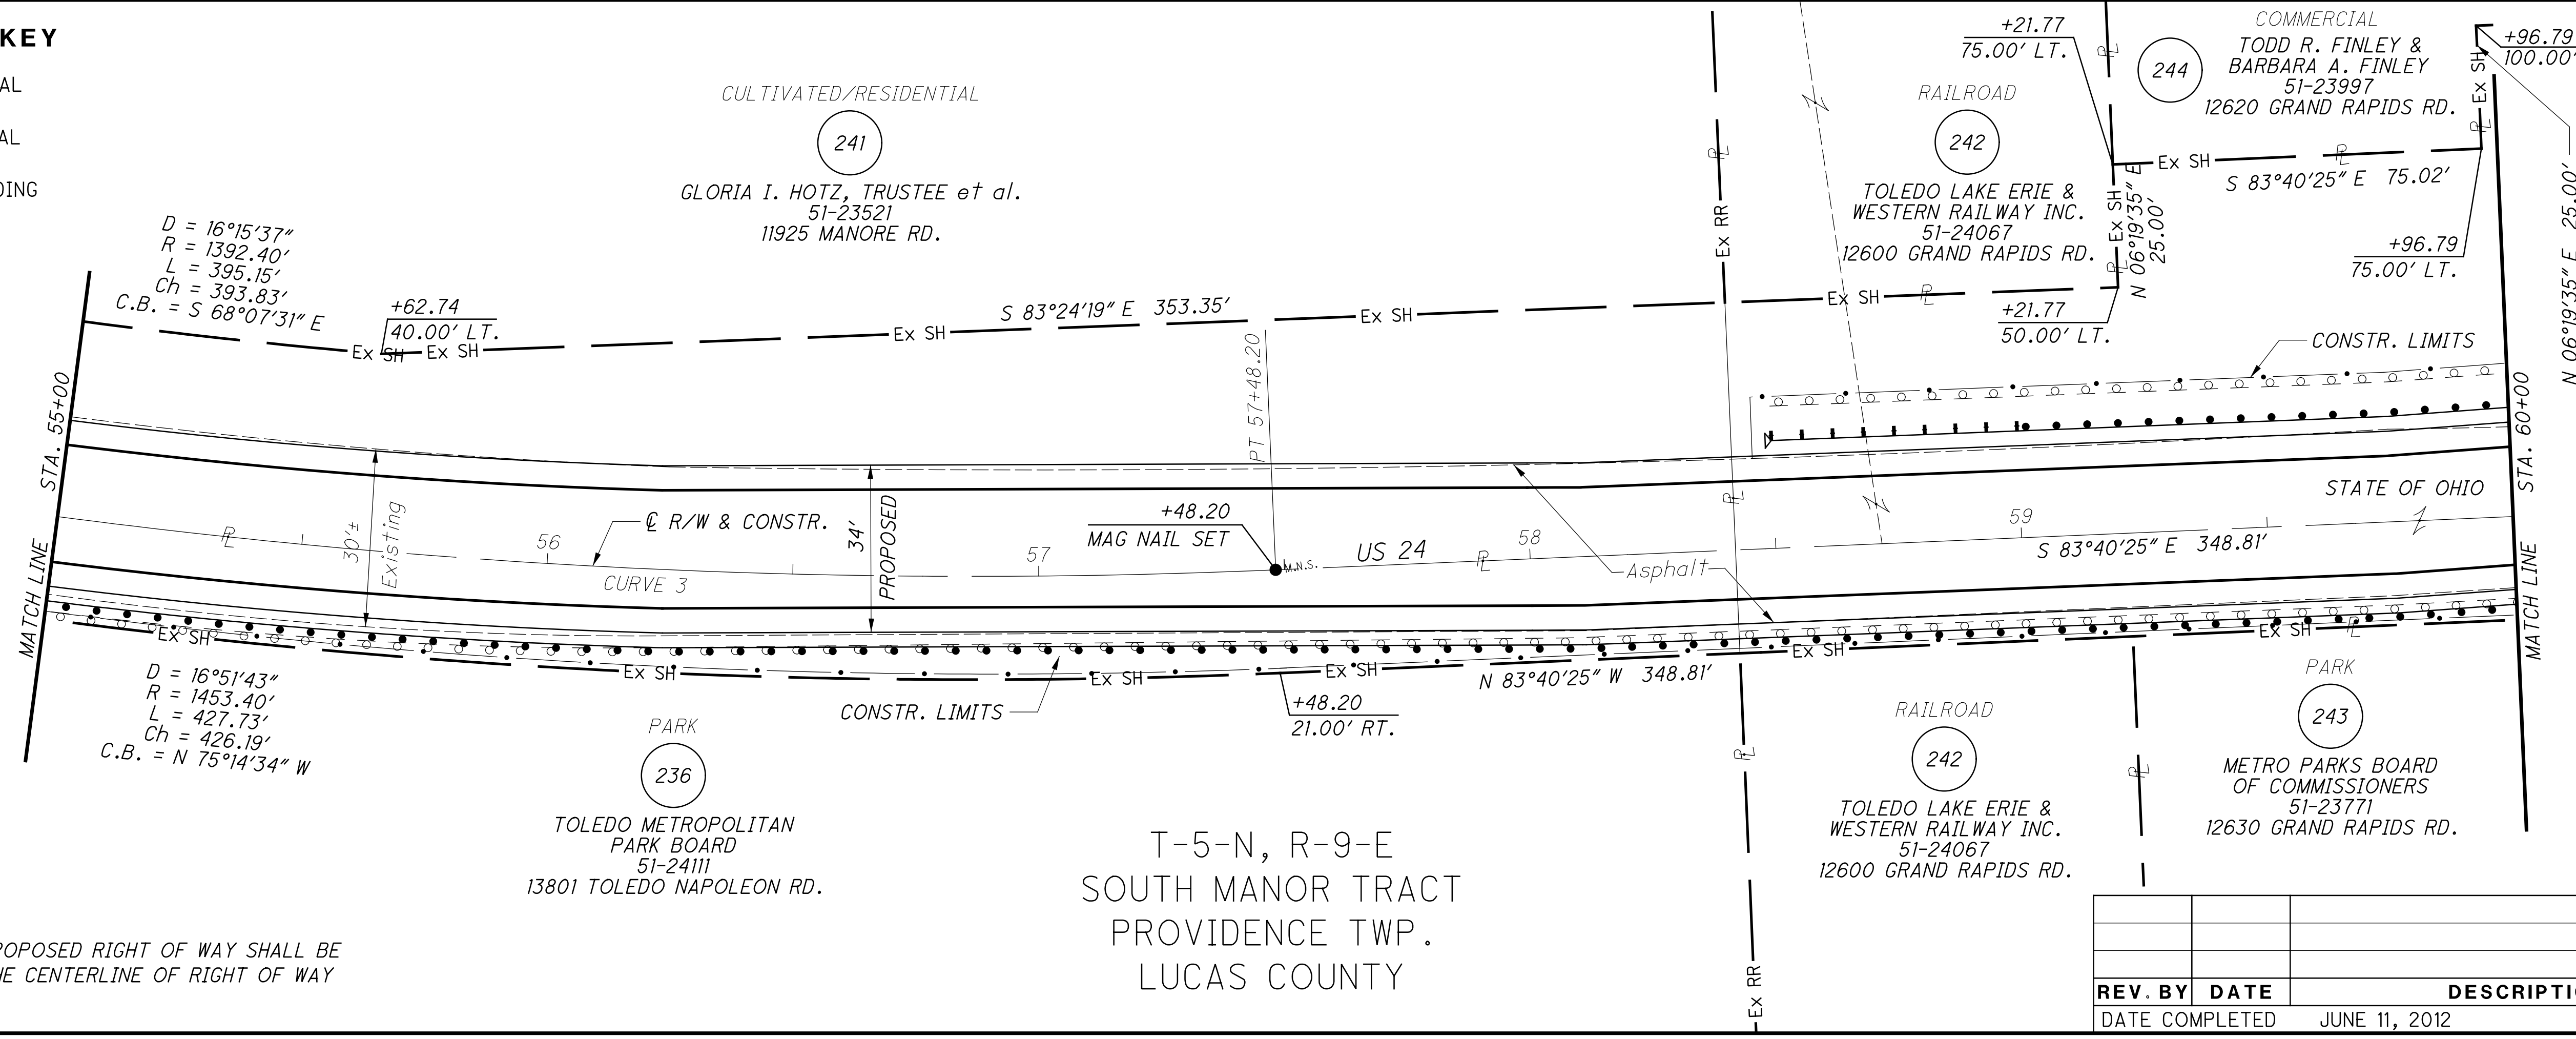 KEY
AL
AL
DING
D = 16°15'37"
R = 1392.40'
L = 395.15'
Ch = 393.83'
C.B. = S 68°07'31" E
+62.74
40.00' LT.
CULTIVATED/RESIDENTIAL
241
GLORIA I. HOTZ, TRUSTEE et al.
51-23521
11925 MANORE RD.
S 83°24'19" E 353.35'
Ex SH
Ex SH
Ex SH
Ex SH
Ex SH
Ex RR
+21.77
75.00' LT.
RAILROAD
242
TOLEDO LAKE ERIE &
WESTERN RAILWAY INC.
51-24067
12600 GRAND RAPIDS RD.
COMMERCIAL
244
TODD R. FINLEY &
BARBARA A. FINLEY
51-23997
12620 GRAND RAPIDS RD.
Ex SH
S 83°40'25" E 75.02'
Ex SH
N 06°19'35" E
25.00'
Ex SH
+96.79
100.00'
N 06°19'35" E 25.00'
+96.79
75.00' LT.
+21.77
50.00' LT.
CONSTR. LIMITS
MATCH LINE STA. 55+00
30'±
Existing
56
℄ R/W & CONSTR.
CURVE 3
34'
PROPOSED
57
PT 57+48.20
+48.20
MAG NAIL SET
M.N.S.
US 24
58
Asphalt
59
STATE OF OHIO
S 83°40'25" E 348.81'
MATCH LINE STA. 60+00
Ex SH
Ex SH
Ex SH
Ex SH
Ex SH
Ex SH
D = 16°51'43"
R = 1453.40'
L = 427.73'
Ch = 426.19'
C.B. = N 75°14'34" W
CONSTR. LIMITS
+48.20
21.00' RT.
N 83°40'25" W 348.81'
PARK
236
TOLEDO METROPOLITAN
PARK BOARD
51-24111
13801 TOLEDO NAPOLEON RD.
RAILROAD
242
TOLEDO LAKE ERIE &
WESTERN RAILWAY INC.
51-24067
12600 GRAND RAPIDS RD.
PARK
243
METRO PARKS BOARD
OF COMMISSIONERS
51-23771
12630 GRAND RAPIDS RD.
T-5-N, R-9-E
SOUTH MANOR TRACT
PROVIDENCE TWP.
LUCAS COUNTY
Ex RR
ROPOSED RIGHT OF WAY SHALL BE
HE CENTERLINE OF RIGHT OF WAY
REV. BY DATE DESCRIPTI
DATE COMPLETED JUNE 11, 2012